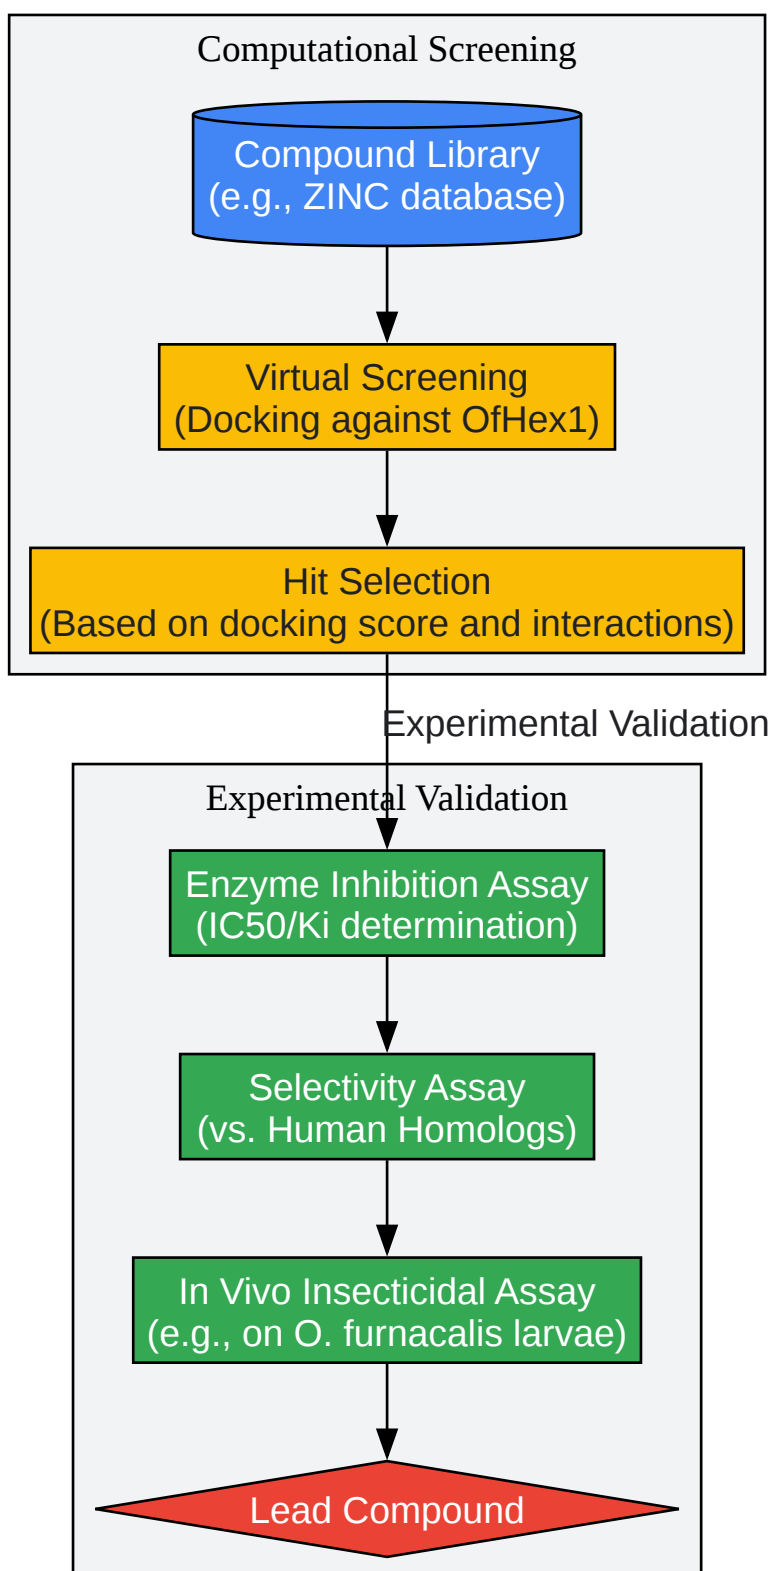 Computational Screening
Compound Library
(e.g., ZINC database)
Virtual Screening
(Docking against OfHex1)
Hit Selection
(Based on docking score and interactions)
Experimental Validation
Experimental Validation
Enzyme Inhibition Assay
(IC50/Ki determination)
Selectivity Assay
(vs. Human Homologs)
In Vivo Insecticidal Assay
(e.g., on O. furnacalis larvae)
Lead Compound